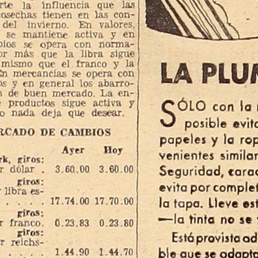 rte la influencia que las
osechas tienen en las con-
del invierno. En valores,
se mantiene activa y en
bios se opera con norma-
or más que la libra sigue
mismo que el franco y la
En mercancías se opera con
s y en general los abarro-
de buen mercado. La en-
productos sigue activa y
o nada deja que desear.
RCADO DE CAMBIOS
Ayer Hoy
rk, giros:
r dólar . 3.60.00 3.60.00
giros:
r libra es-
17.74.00 17.70.00
giros:
r franco. 0.23.83 0.23.80
giros:
r reichs-
1.44.90 1.44.70
LA PLUM
SÓLO con la
posible evita
papeles y la rop
venientes similar
Seguridad, carac
evita por complet
la tapa. Lleve est
—la tinta no se
Está provista ad
ble que se adapta